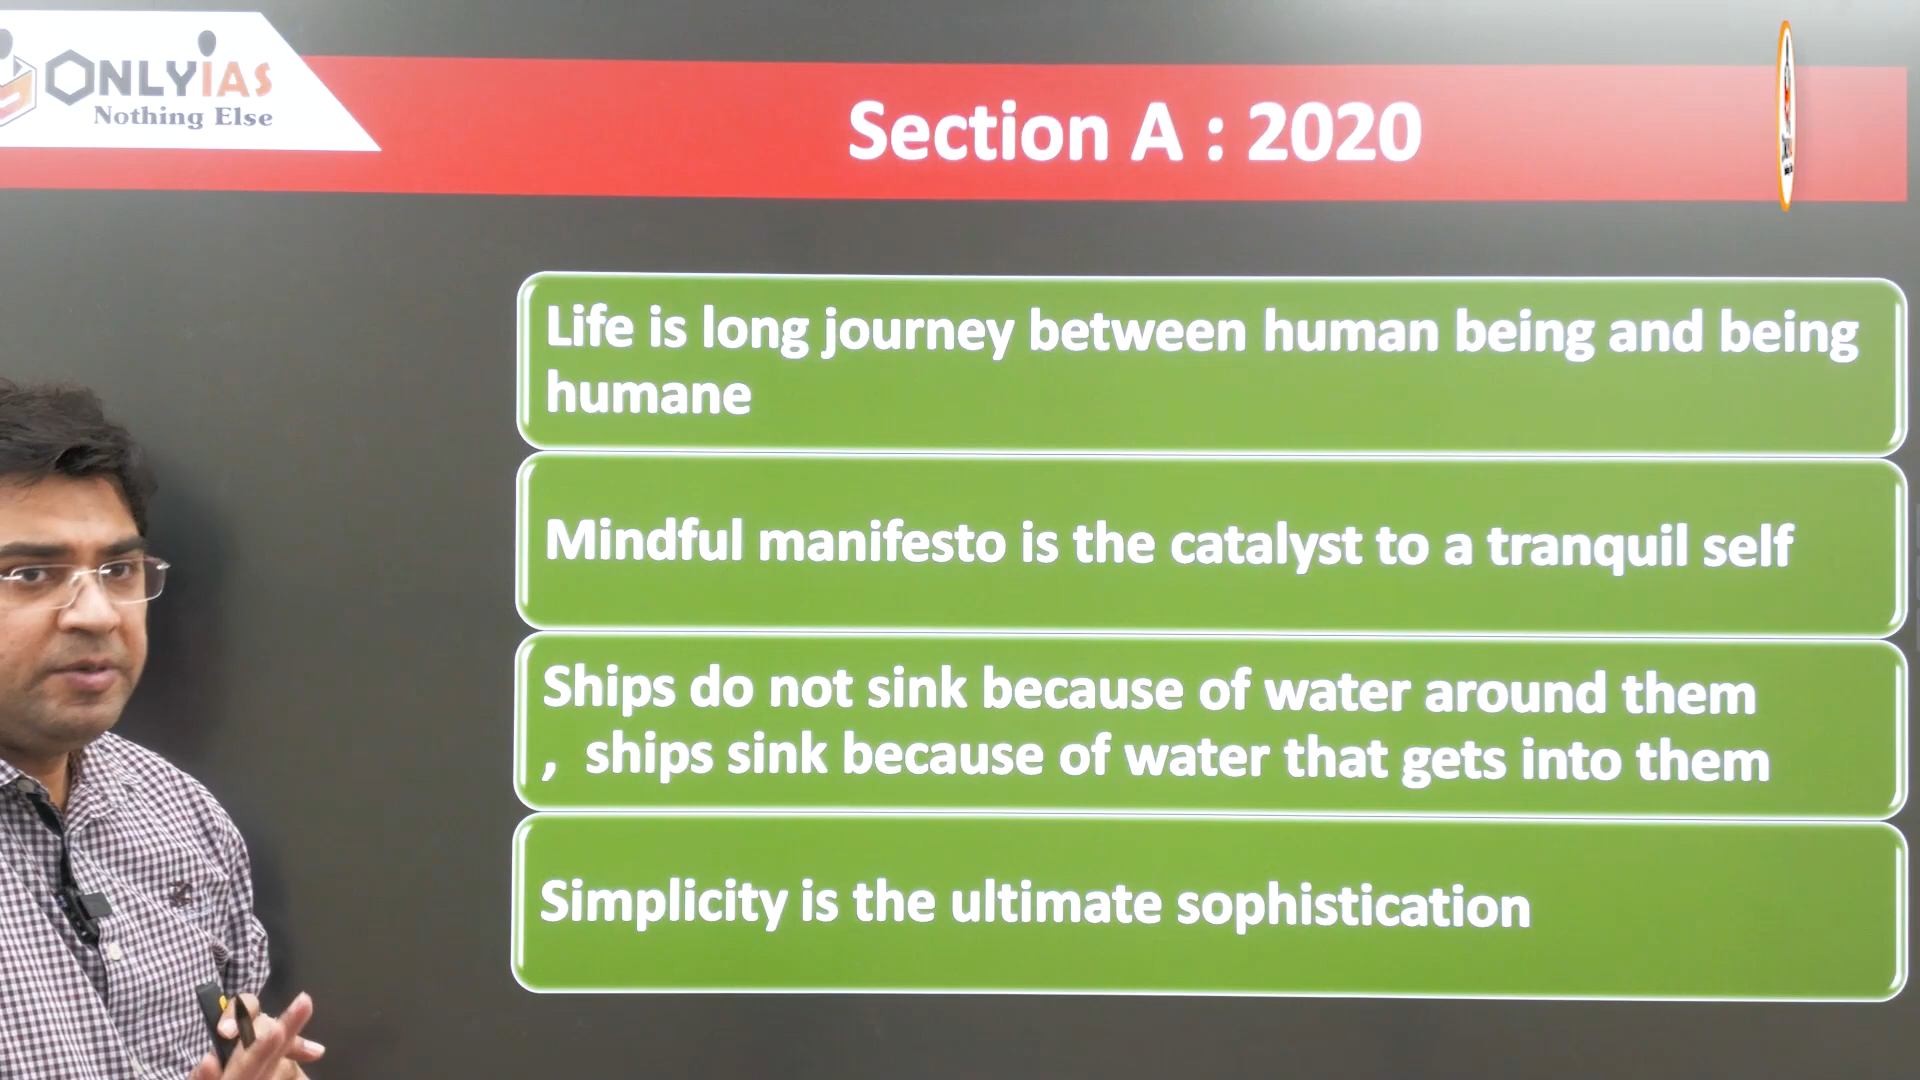 ONLYIAS
Nothing Else
Section A : 2020
Life is long journey between human being and being
humane
Mindful manifesto is the catalyst to a tranquil self
Ships do not sink because of water around them
, ships sink because of water that gets into them
Simplicity is the ultimate sophistication